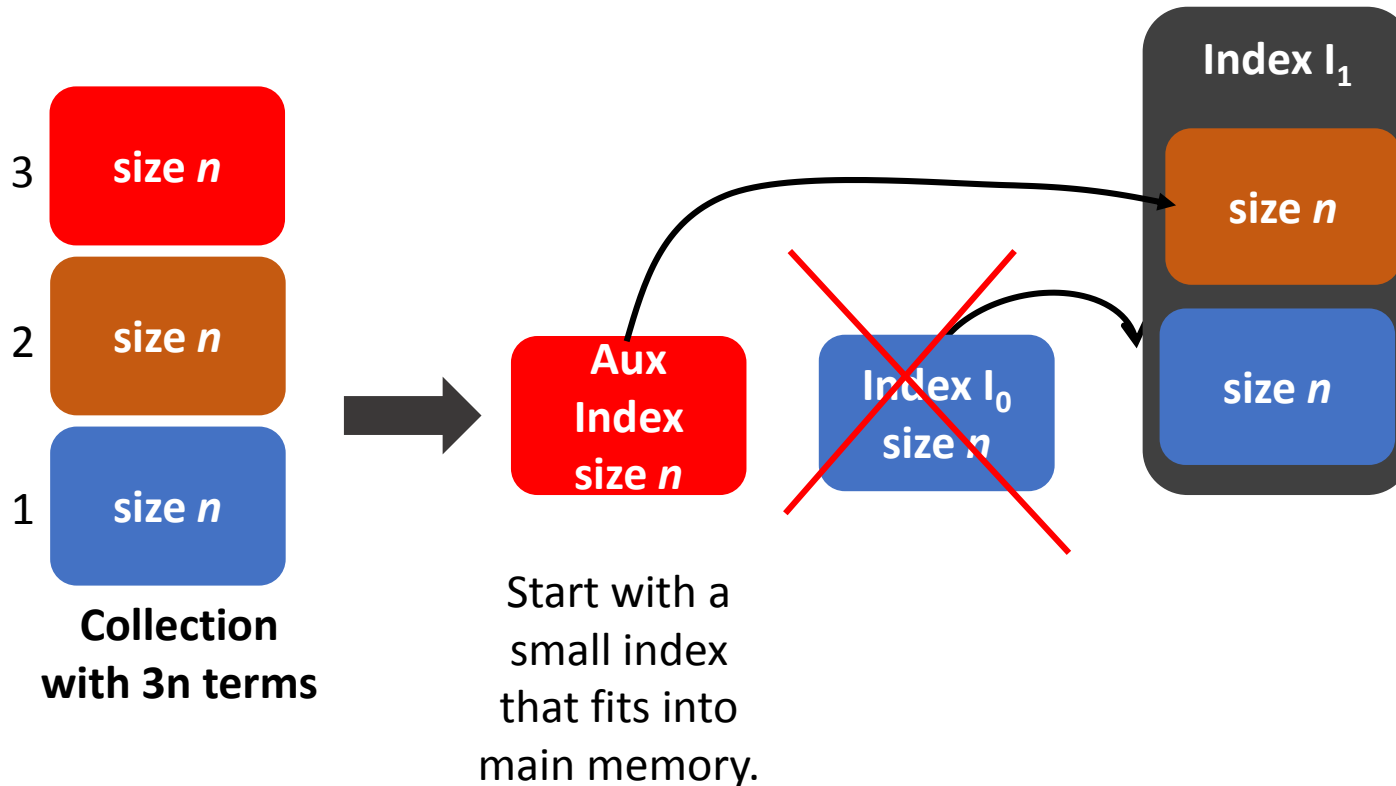 3
size n
2
size n
1
size n
Collection
with 3n terms
Aux
Index
size n
Start with a
small index
that fits into
main memory.
Index I₀
size n
Index I₁
size n
size n